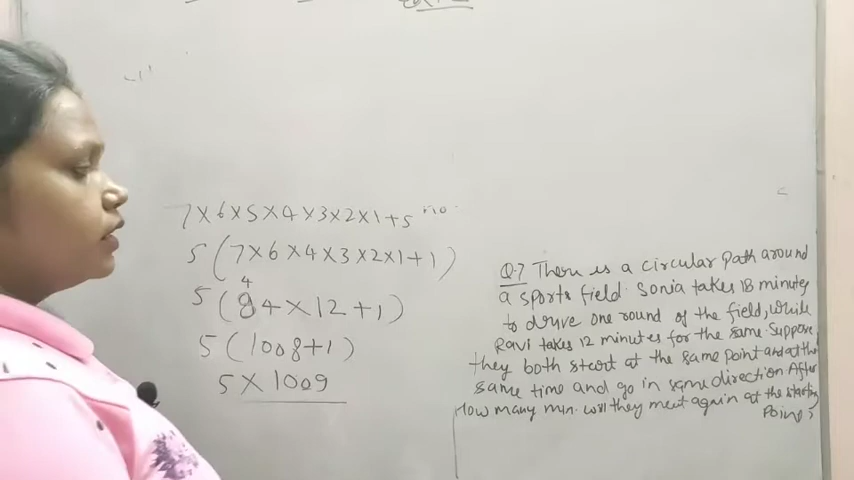 7×6×5×4×3×2×1+5 no.
5(7×6×4×3×2×1+1)
4
5(84×12+1)
5(1008+1)
5×1009
Q.7 There is a circular path around
a sports field. Sonia takes 18 minutes
to drive one round of the field, while
Ravi takes 12 minutes for the same. Suppose
they both start at the same point and at the
same time and go in same direction After
How many min. will they meet again at the starting
Point?